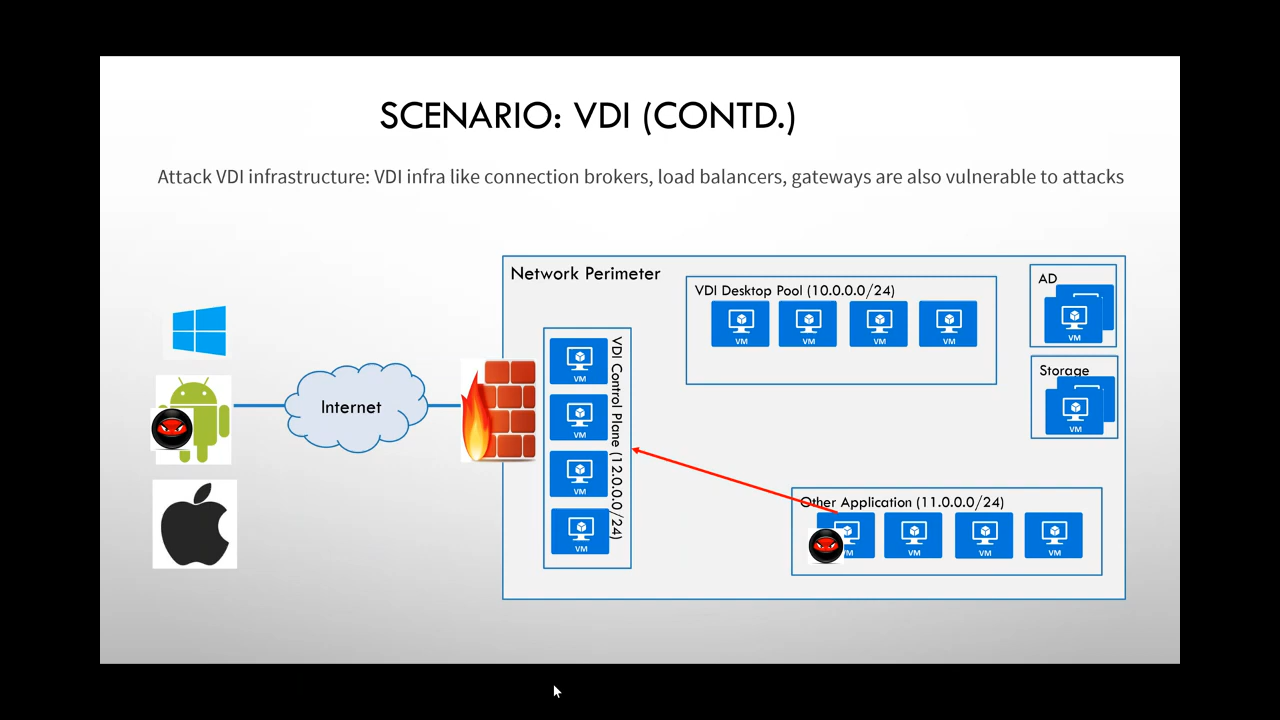 SCENARIO: VDI (CONTD.)
Attack VDI infrastructure: VDI infra like connection brokers, load balancers, gateways are also vulnerable to attacks
Network Perimeter
VDI Desktop Pool (10.0.0.0/24)
VM
VM
VM
VM
AD
VM
Storage
VM
Internet
VDI Control Plane (12.0.0.0/24)
VM
VM
VM
VM
Other Application (11.0.0.0/24)
VM
VM
VM
VM